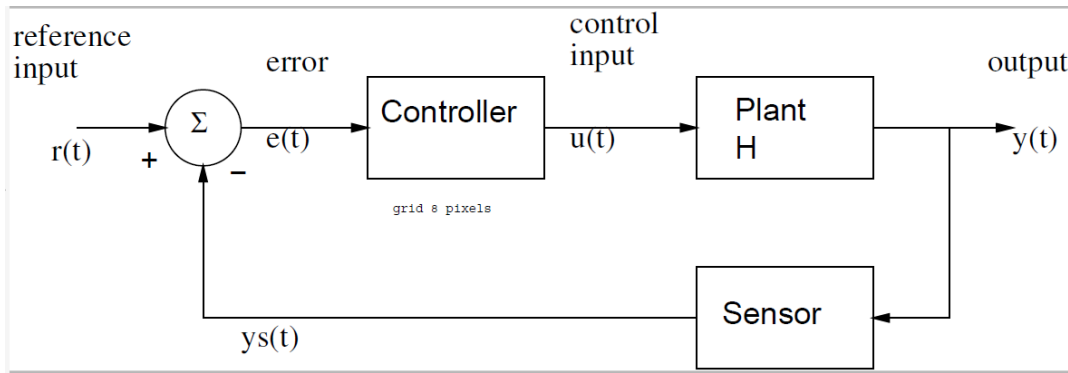 reference
input
error
control
input
output
Σ
Controller
Plant
H
r(t)
+
−
e(t)
u(t)
y(t)
grid 8 pixels
Sensor
ys(t)